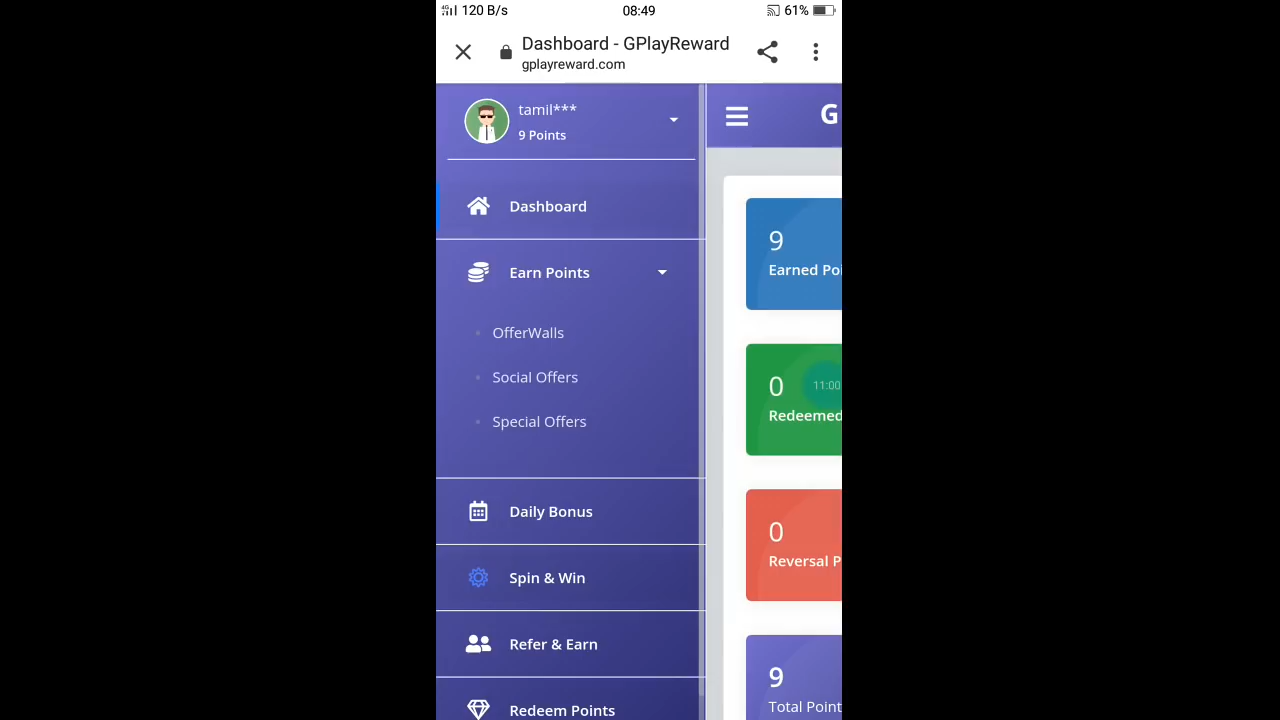 120 B/s 08:49 61%
Dashboard - GPlayReward
gplayreward.com
tamil***
9 Points
G
Dashboard
Earn Points
OfferWalls
Social Offers
Special Offers
Daily Bonus
Spin & Win
Refer & Earn
Redeem Points
9
Earned Poi
0
11:00
Redeemed
0
Reversal P
9
Total Point